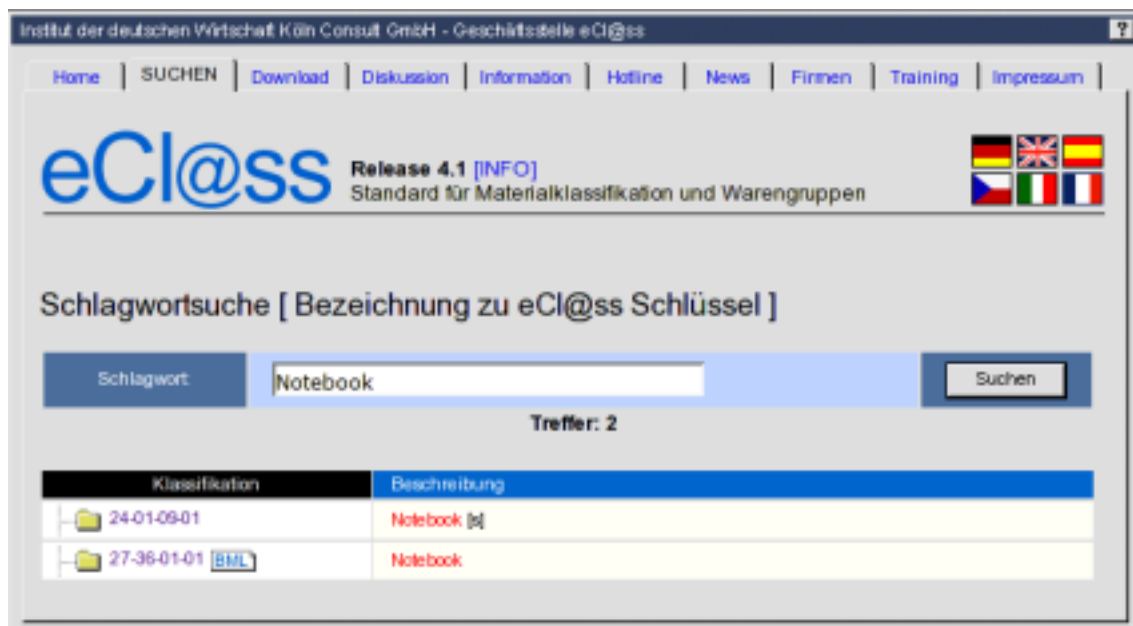 Institut der deutschen Wirtschaft Köln Consult GmbH - Geschäftsstelle eCl@ss ?
Home SUCHEN Download Diskussion Information Hotline News Firmen Training Impressum
eCl@ss
Release 4.1 [INFO]
Standard für Materialklassifikation und Warengruppen
Schlagwortsuche [ Bezeichnung zu eCl@ss Schlüssel ]
Schlagwort: Notebook Suchen
Treffer: 2
Klassifikation Beschreibung
24-01-09-01 Notebook [s]
27-36-01-01 BML Notebook